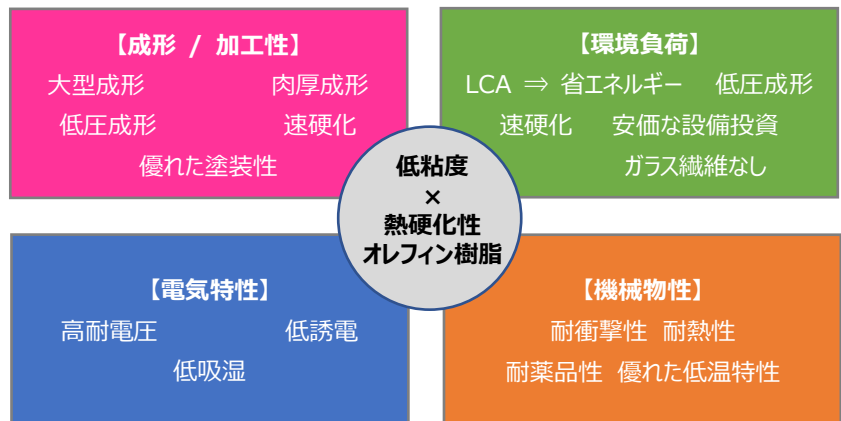 【成形 / 加工性】
大型成形 肉厚成形
低圧成形 速硬化
優れた塗装性
【環境負荷】
LCA ⇒ 省エネルギー 低圧成形
速硬化 安価な設備投資
ガラス繊維なし
低粘度
×
熱硬化性
オレフィン樹脂
【電気特性】
高耐電圧 低誘電
低吸湿
【機械物性】
耐衝撃性 耐熱性
耐薬品性 優れた低温特性